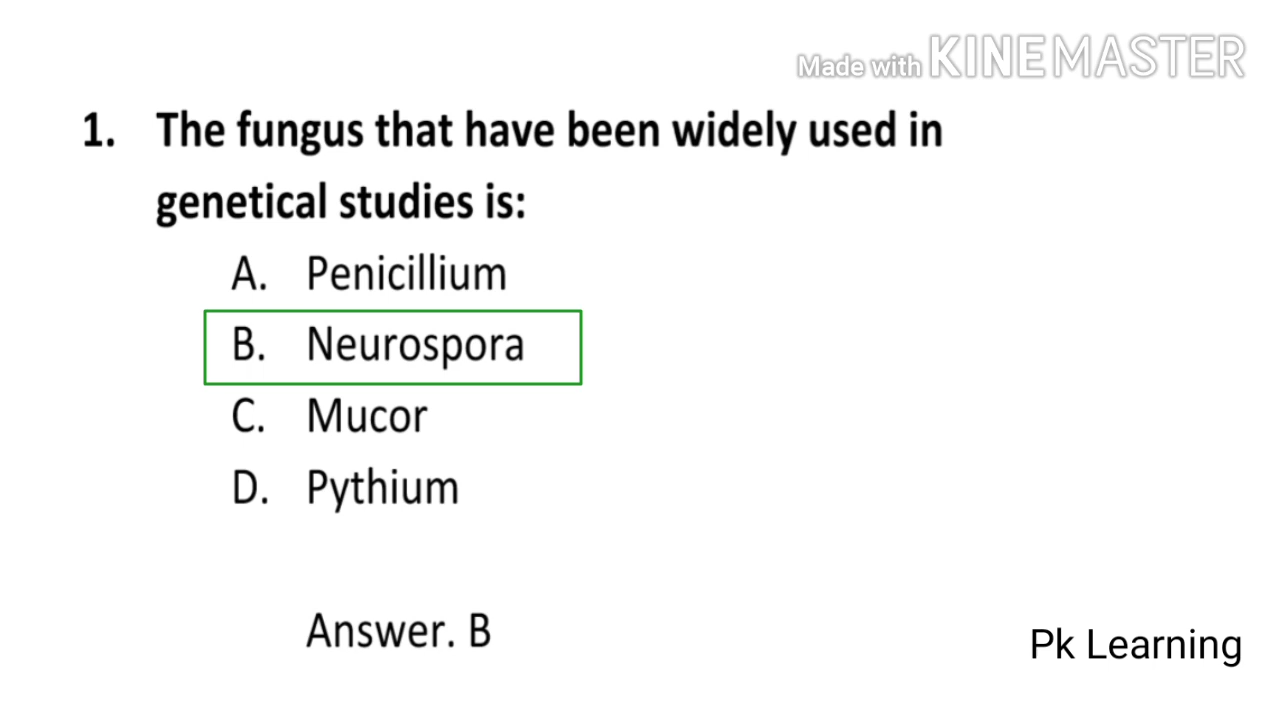 Made with KINEMASTER
1. The fungus that have been widely used in
genetical studies is:
A. Penicillium
B. Neurospora
C. Mucor
D. Pythium
Answer. B
Pk Learning